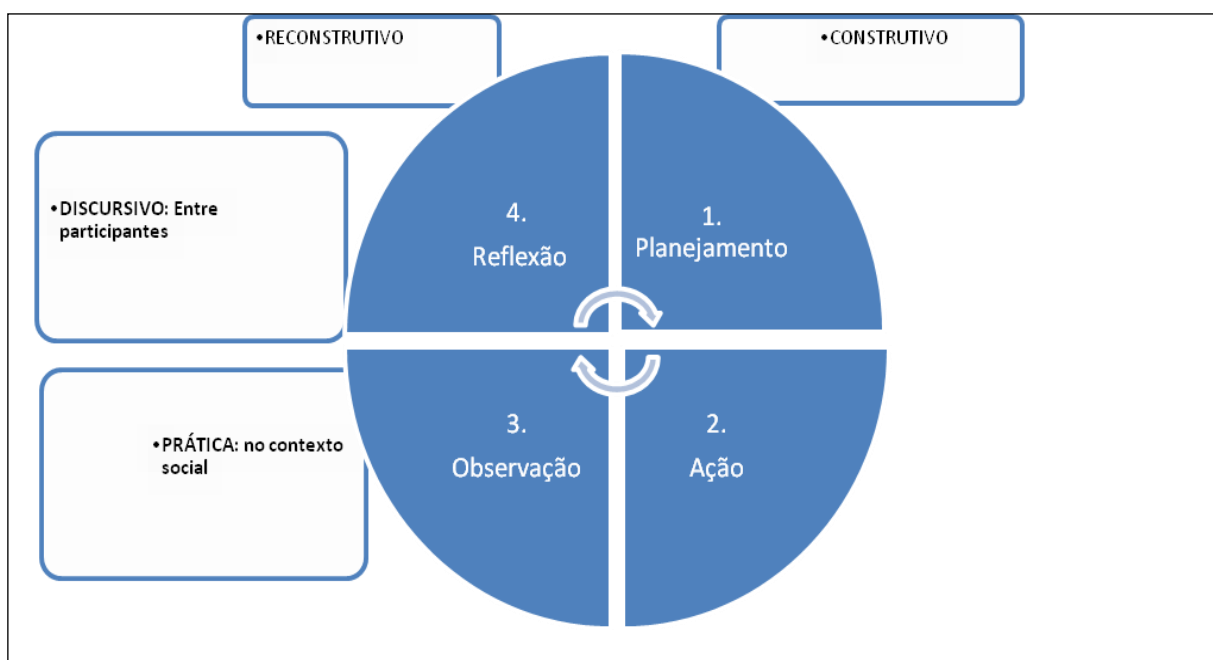 •RECONSTRUTIVO
•CONSTRUTIVO
•DISCURSIVO: Entre
participantes
4.
Reflexão
1.
Planejamento
•PRÁTICA: no contexto
social
3.
Observação
2.
Ação